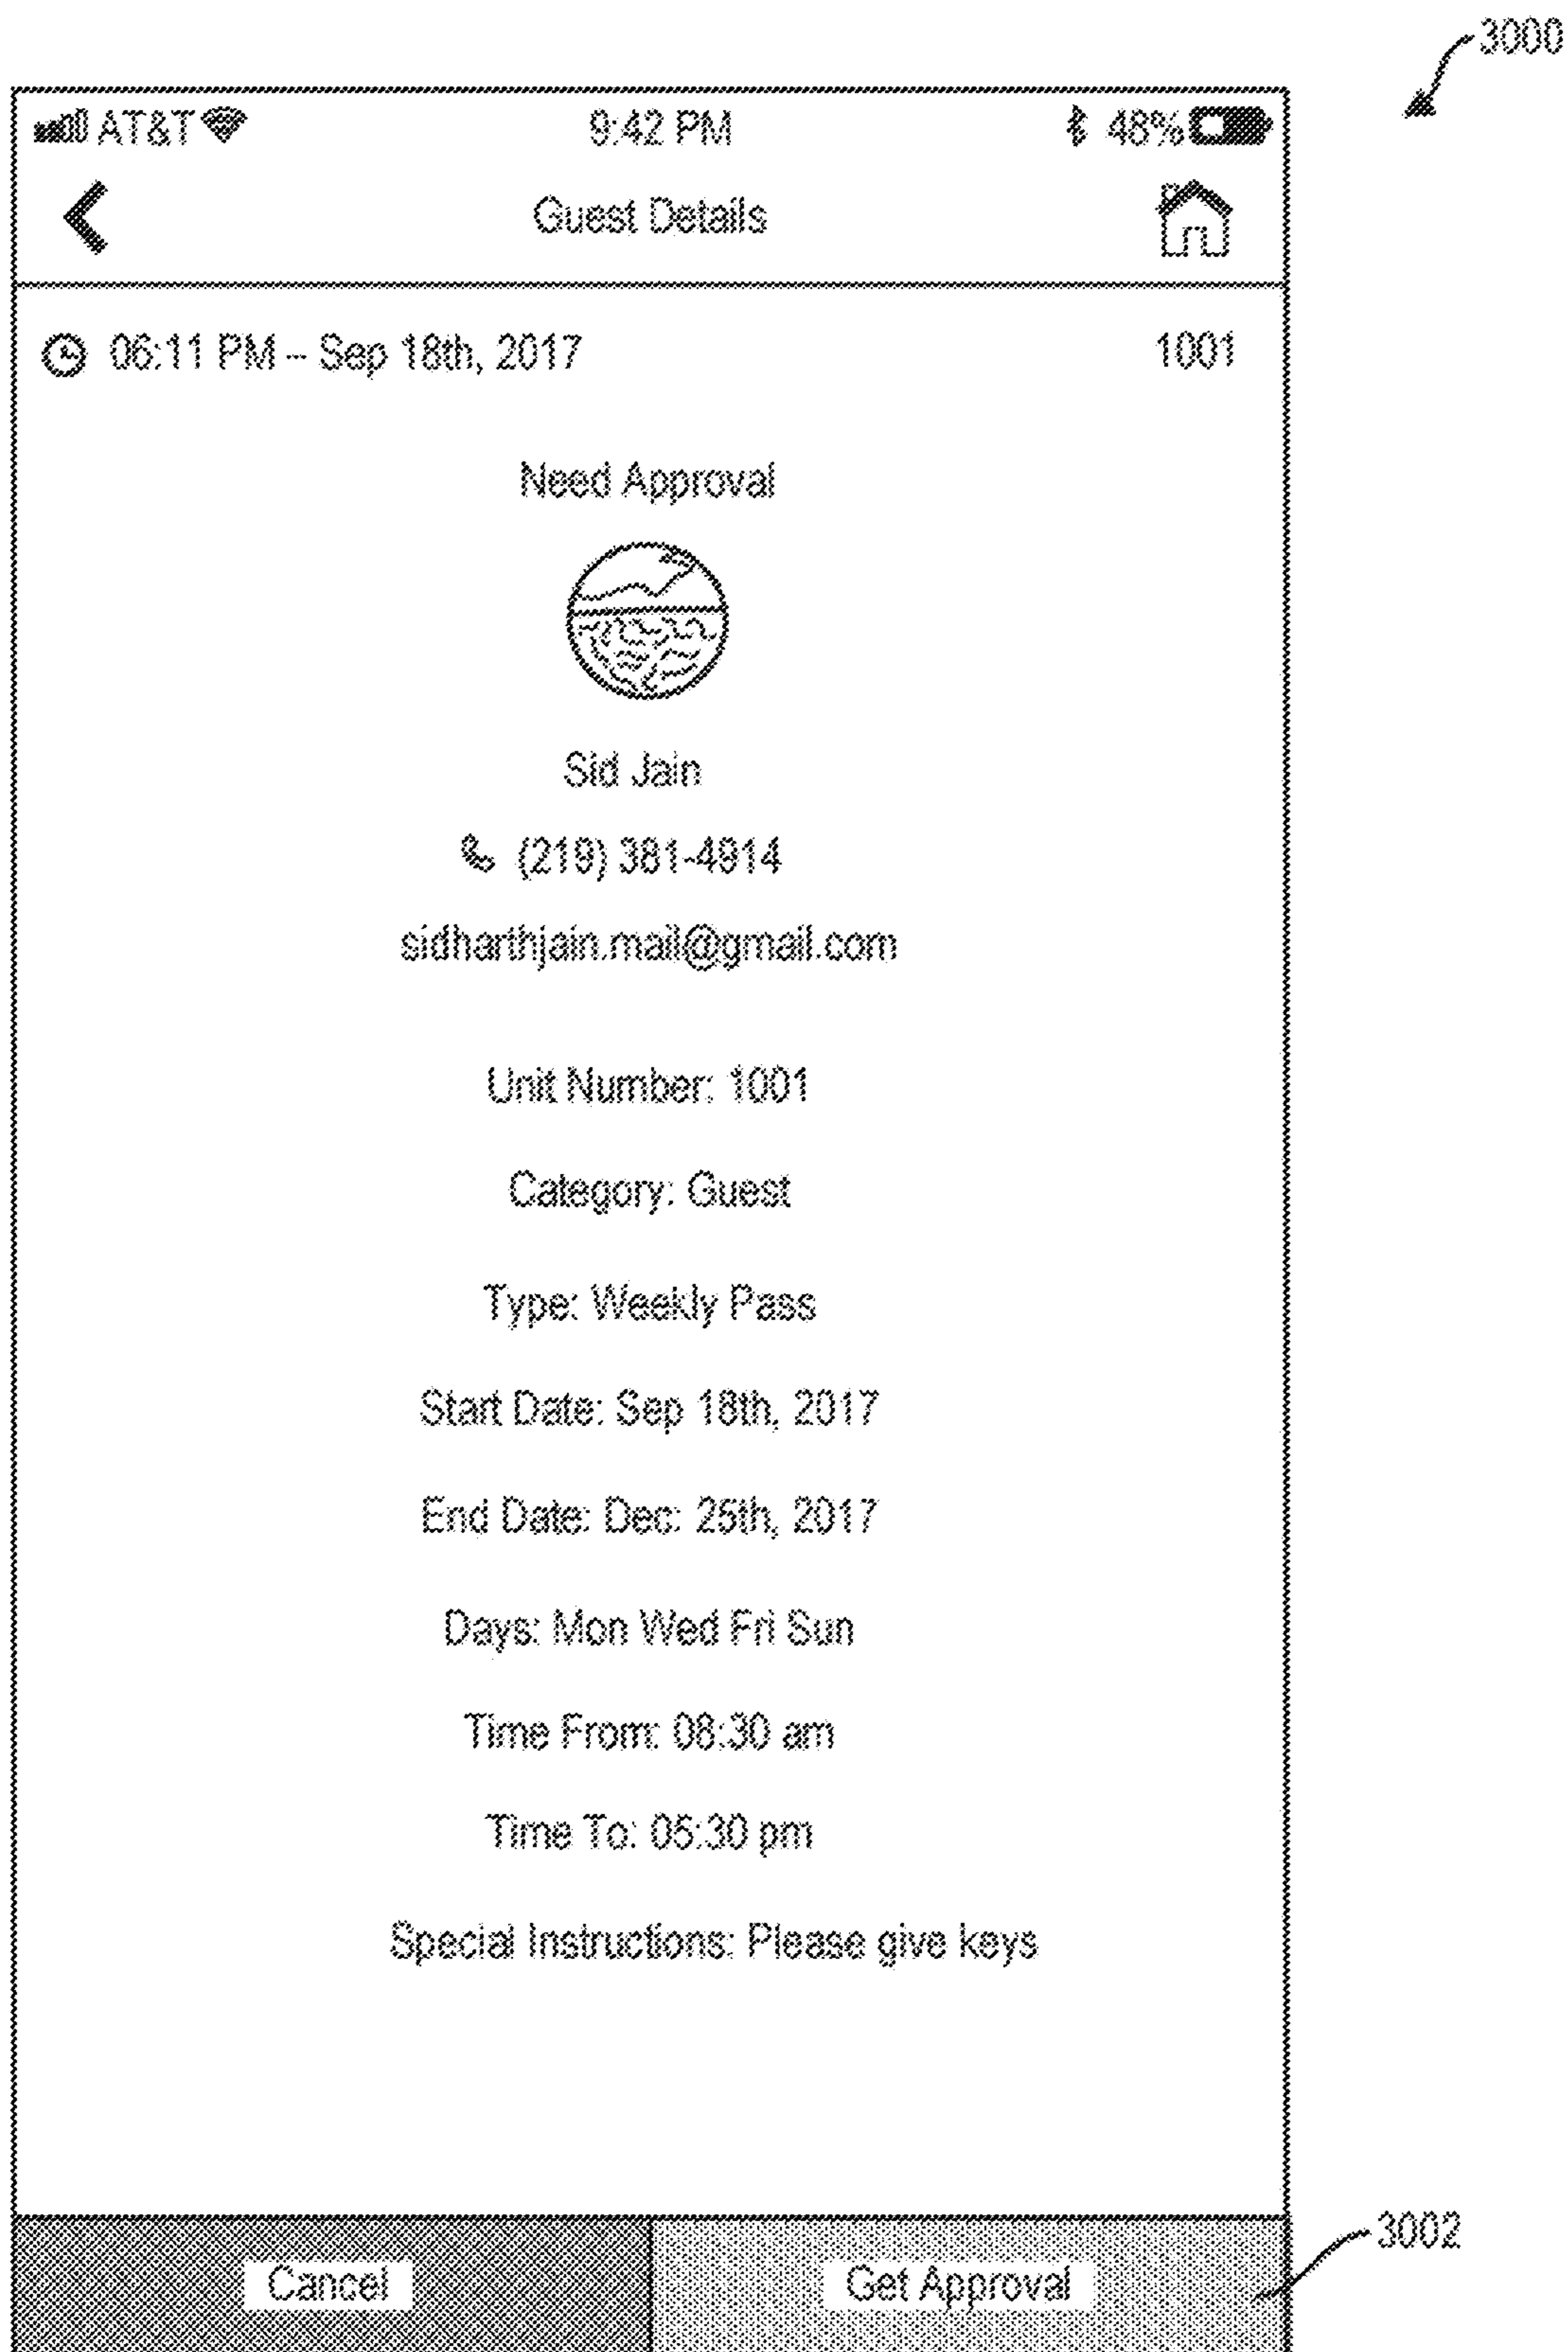 3000
AT&T 9:42 PM 48%
Guest Details
06:11 PM -- Sep 18th, 2017 1001
Need Approval
Sid Jain
(219) 381-4914
sidharthjain.mail@gmail.com
Unit Number: 1001
Category: Guest
Type: Weekly Pass
Start Date: Sep 18th, 2017
End Date: Dec: 25th, 2017
Days: Mon Wed Fri Sun
Time From: 08:30 am
Time To: 05:30 pm
Special Instructions: Please give keys
3002
Cancel Get Approval